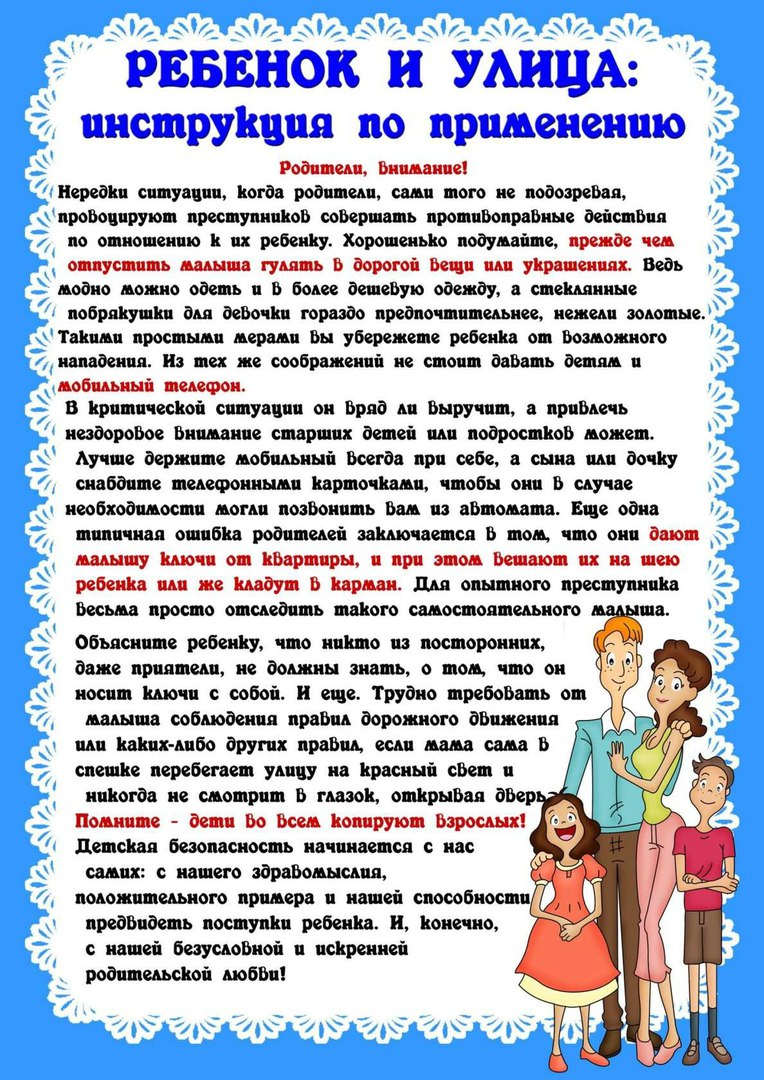 РЕБЕНОК И УЛИЦА:
инструкция по применению
Родители, внимание!
Нередки ситуации, когда родители, сами того не подозревая,
провоцируют преступников совершать противоправные действия
по отношению к их ребенку. Хорошенько подумайте, прежде чем
отпустить малыша гулять в дорогой вещи или украшениях. Ведь
модно можно одеть и в более дешевую одежду, а стеклянные
побрякушки для девочки гораздо предпочтительнее, нежели золотые.
Такими простыми мерами вы убережете ребенка от возможного
нападения. Из тех же соображений не стоит давать детям и
мобильный телефон.
В критической ситуации он вряд ли выручит, а привлечь
нездоровое внимание старших детей или подростков может.
Лучше держите мобильный всегда при себе, а сына или дочку
снабдите телефонными карточками, чтобы они в случае
необходимости могли позвонить вам из автомата. Еще одна
типичная ошибка родителей заключается в том, что они дают
малышу ключи от квартиры, и при этом вешают их на шею
ребенка или же кладут в карман. Для опытного преступника
весьма просто отследить такого самостоятельного малыша.
Объясните ребенку, что никто из посторонних,
даже приятели, не должны знать, о том, что он
носит ключи с собой. И еще. Трудно требовать от
малыша соблюдения правил дорожного движения
или каких-либо других правил, если мама сама в
спешке перебегает улицу на красный свет и
никогда не смотрит в глазок, открывая дверь.
Помните - дети во всем копируют взрослых!
Детская безопасность начинается с нас
самих: с нашего здравомыслия,
положительного примера и нашей способности
предвидеть поступки ребенка. И, конечно,
с нашей безусловной и искренней
родительской любви!